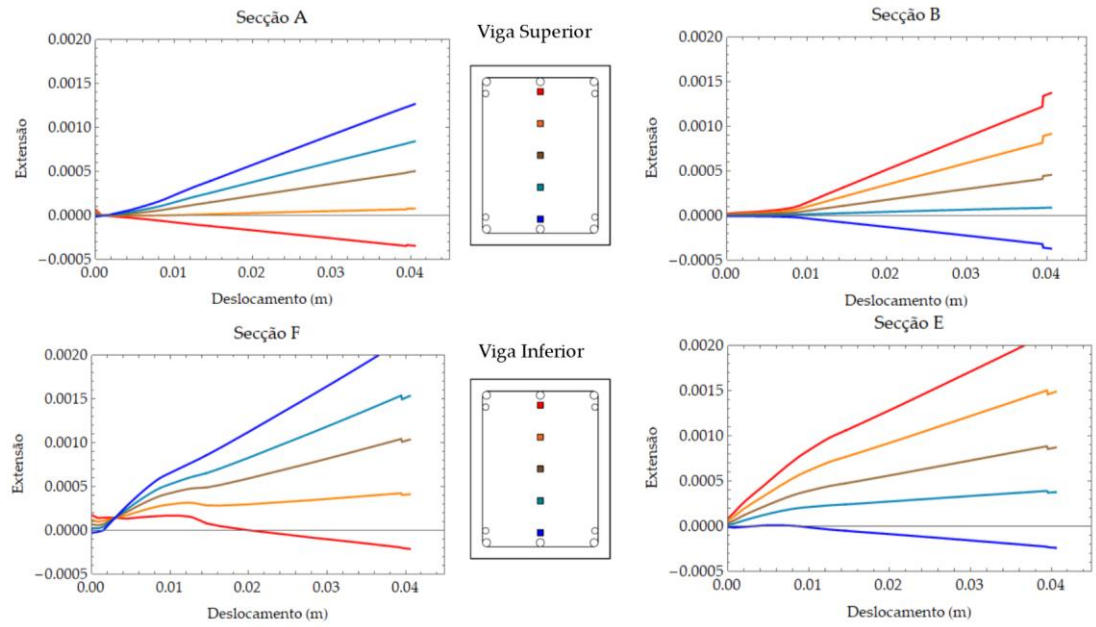 Secção A
0.0020
0.0015
0.0010
0.0005
0.0000
−0.0005
Extensão
0.00 0.01 0.02 0.03 0.04
Deslocamento (m)
Viga Superior
Secção B
0.0020
0.0015
0.0010
0.0005
0.0000
−0.0005
Extensão
0.00 0.01 0.02 0.03 0.04
Deslocamento (m)
Secção F
0.0020
0.0015
0.0010
0.0005
0.0000
−0.0005
Extensão
0.00 0.01 0.02 0.03 0.04
Deslocamento (m)
Viga Inferior
Secção E
0.0020
0.0015
0.0010
0.0005
0.0000
−0.0005
Extensão
0.00 0.01 0.02 0.03 0.04
Deslocamento (m)